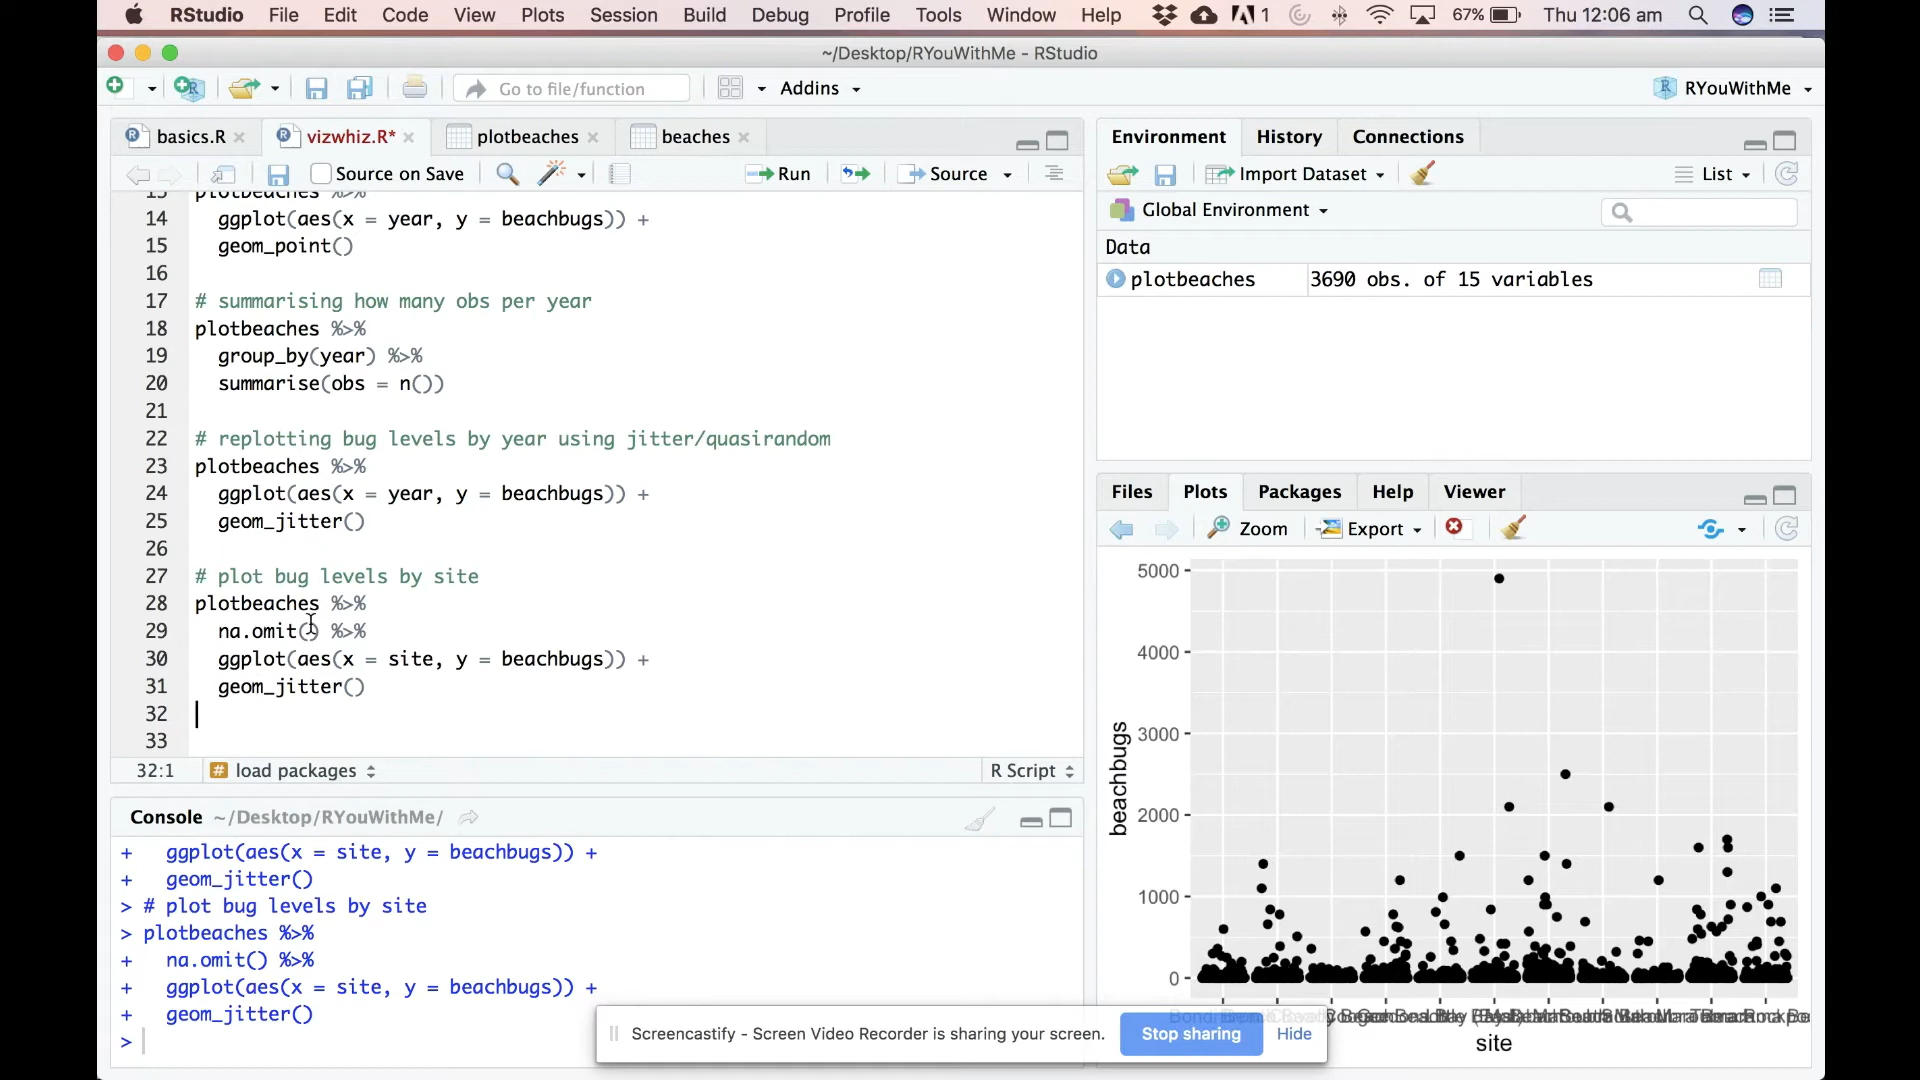 RStudio File Edit Code View Plots Session Build Debug Profile Tools Window Help 1 67% Thu 12:06 am
~/Desktop/RYouWithMe - RStudio
Go to file/function Addins RYouWithMe
basics.R vizwhiz.R* plotbeaches beaches
Source on Save Run Source
14 ggplot(aes(x = year, y = beachbugs)) +
15 geom_point()
16
17 # summarising how many obs per year
18 plotbeaches %>%
19 group_by(year) %>%
20 summarise(obs = n())
21
22 # replotting bug levels by year using jitter/quasirandom
23 plotbeaches %>%
24 ggplot(aes(x = year, y = beachbugs)) +
25 geom_jitter()
26
27 # plot bug levels by site
28 plotbeaches %>%
29 na.omit() %>%
30 ggplot(aes(x = site, y = beachbugs)) +
31 geom_jitter()
32
33
32:1 # load packages R Script
Console ~/Desktop/RYouWithMe/
+ ggplot(aes(x = site, y = beachbugs)) +
+ geom_jitter()
> # plot bug levels by site
> plotbeaches %>%
+ na.omit() %>%
+ ggplot(aes(x = site, y = beachbugs)) +
+ geom_jitter()
>
Environment History Connections
Import Dataset List
Global Environment
Data
plotbeaches 3690 obs. of 15 variables
Files Plots Packages Help Viewer
Zoom Export
5000
4000
3000
2000
1000
0
beachbugs
site
Screencastify - Screen Video Recorder is sharing your screen. Stop sharing Hide